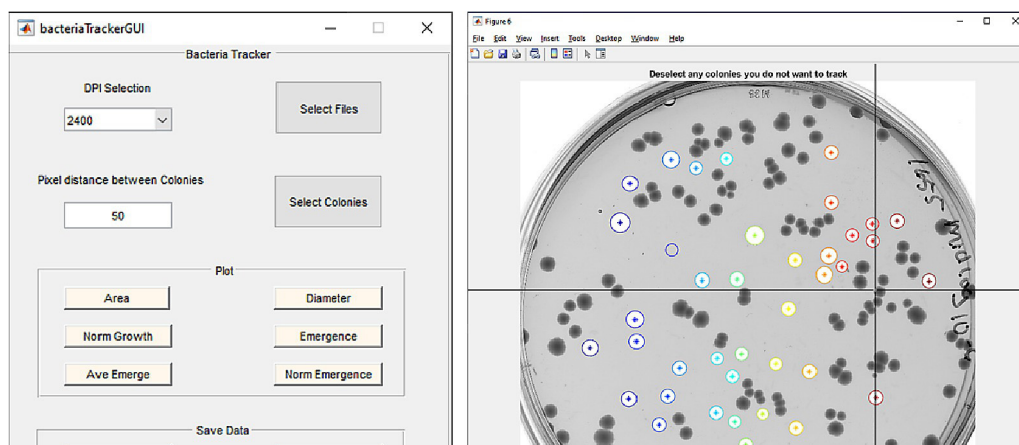 bacteriaTrackerGUI
Bacteria Tracker
DPI Selection
2400
Select Files
Pixel distance between Colonies
50
Select Colonies
Plot
Area
Diameter
Norm Growth
Emergence
Ave Emerge
Norm Emergence
Save Data
Figure 6
File Edit View Insert Tools Desktop Window Help
Deselect any colonies you do not want to track